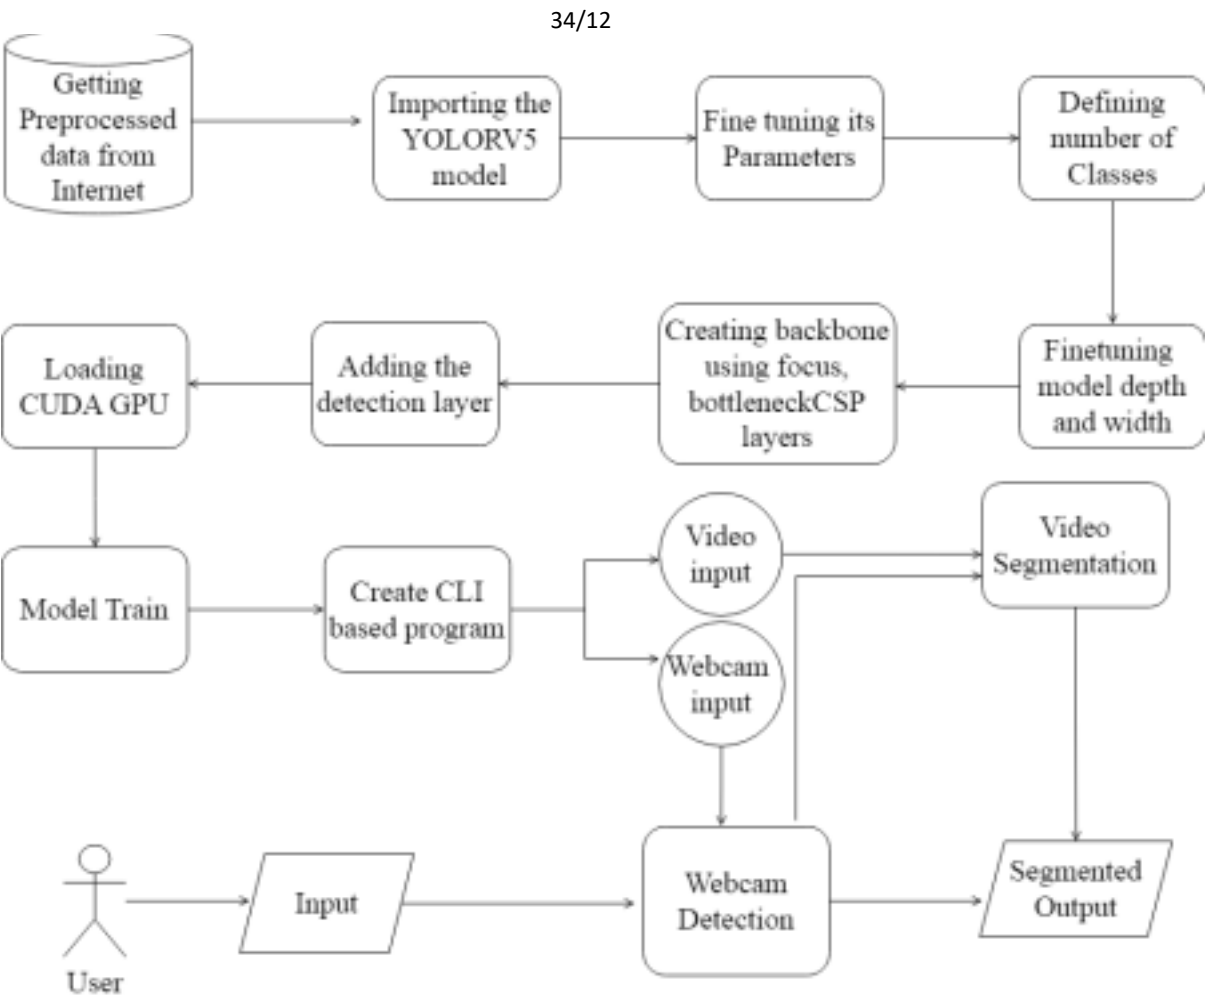 34/12
Getting
Preprocessed
data from
Internet
Importing the
YOLORV5
model
Fine tuning its
Parameters
Defining
number of
Classes
Loading
CUDA GPU
Adding the
detection layer
Creating backbone
using focus,
bottleneckCSP
layers
Finetuning
model depth
and width
Model Train
Create CLI
based program
Video
input
Webcam
input
Video
Segmentation
User
Input
Webcam
Detection
Segmented
Output